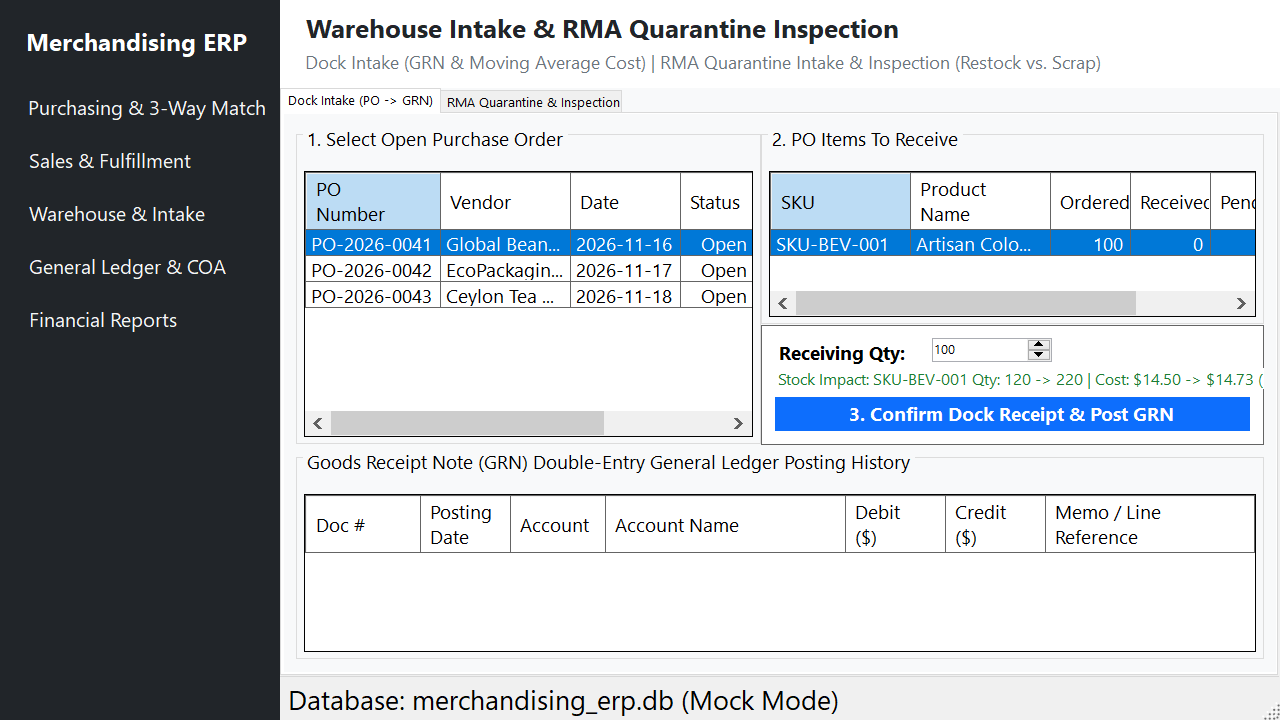 Merchandising ERP
Purchasing & 3-Way Match
Sales & Fulfillment
Warehouse & Intake
General Ledger & COA
Financial Reports
Warehouse Intake & RMA Quarantine Inspection
Dock Intake (GRN & Moving Average Cost) | RMA Quarantine Intake & Inspection (Restock vs. Scrap)
Dock Intake (PO -> GRN) RMA Quarantine & Inspection
1. Select Open Purchase Order
PO Number Vendor Date Status
PO-2026-0041 Global Bean... 2026-11-16 Open
PO-2026-0042 EcoPackagin... 2026-11-17 Open
PO-2026-0043 Ceylon Tea ... 2026-11-18 Open
2. PO Items To Receive
SKU Product Name Ordered Received Pend
SKU-BEV-001 Artisan Colo... 100 0
Receiving Qty: 100
Stock Impact: SKU-BEV-001 Qty: 120 -> 220 | Cost: $14.50 -> $14.73 (
3. Confirm Dock Receipt & Post GRN
Goods Receipt Note (GRN) Double-Entry General Ledger Posting History
Doc # Posting Date Account Account Name Debit ($) Credit ($) Memo / Line Reference
Database: merchandising_erp.db (Mock Mode)